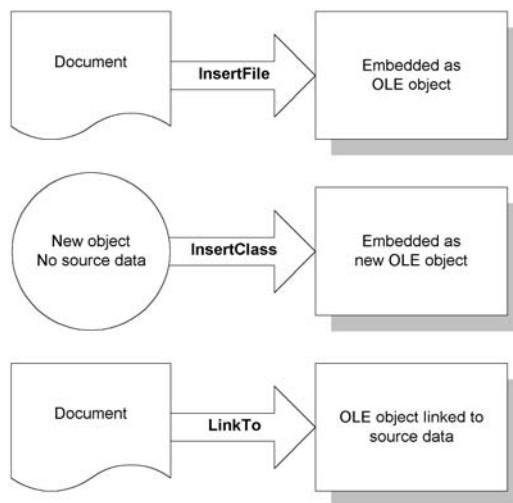 Document
InsertFile
Embedded as
OLE object
New object
No source data
InsertClass
Embedded as
new OLE object
Document
LinkTo
OLE object linked to
source data